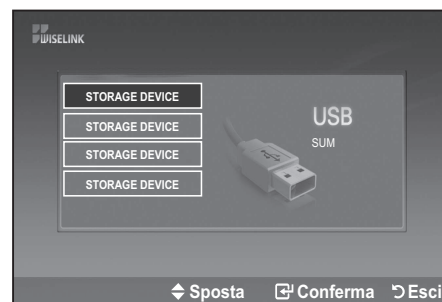 WISELINK
STORAGE DEVICE
STORAGE DEVICE
STORAGE DEVICE
STORAGE DEVICE
USB
SUM
Sposta Conferma Esci